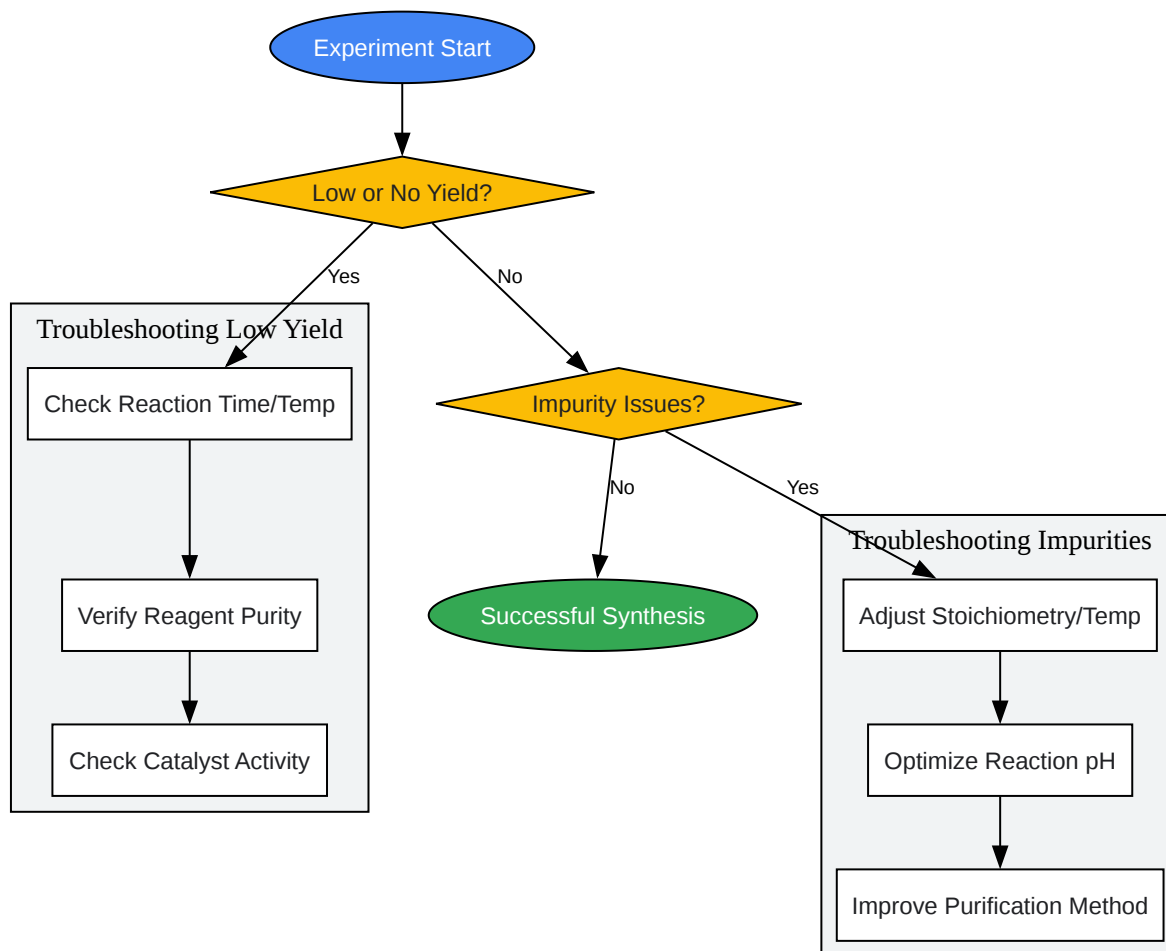 Experiment Start
Low or No Yield?
Yes
No
Troubleshooting Low Yield
Check Reaction Time/Temp
Impurity Issues?
No
Yes
Troubleshooting Impurities
Verify Reagent Purity
Successful Synthesis
Adjust Stoichiometry/Temp
Check Catalyst Activity
Optimize Reaction pH
Improve Purification Method